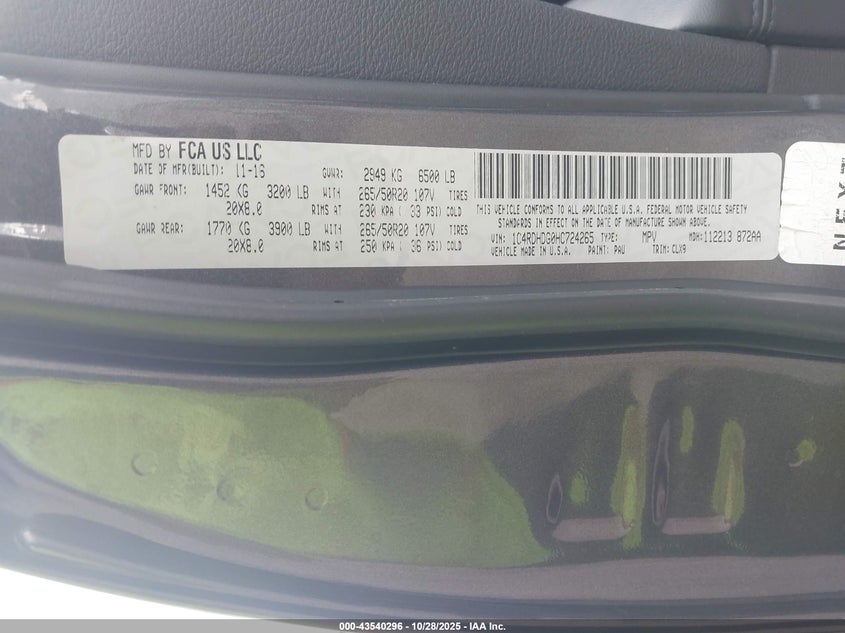 MFD BY FCA US LLC
DATE OF MFR(BUILT): 11-16 GVWR: 2949 KG 6500 LB
GAWR FRONT: 1452 KG 3200 LB WITH 265/50R20 107V TIRES
20X8.0 RIMS AT 230 KPA ( 33 PSI) COLD
GAWR REAR: 1770 KG 3900 LB WITH 265/50R20 107V TIRES
20X8.0 RIMS AT 250 KPA ( 36 PSI) COLD
THIS VEHICLE CONFORMS TO ALL APPLICABLE U.S.A. FEDERAL MOTOR VEHICLE SAFETY
STANDARDS IN EFFECT ON THE DATE OF MANUFACTURE SHOWN ABOVE.
VIN: 1C4RDHDG0HC724265 TYPE: MPV MDH: 112213 872AA
VEHICLE MADE IN U.S.A. PAINT: PAU TRIM: CLX9
000-43540296 - 10/28/2025 - IAA Inc.